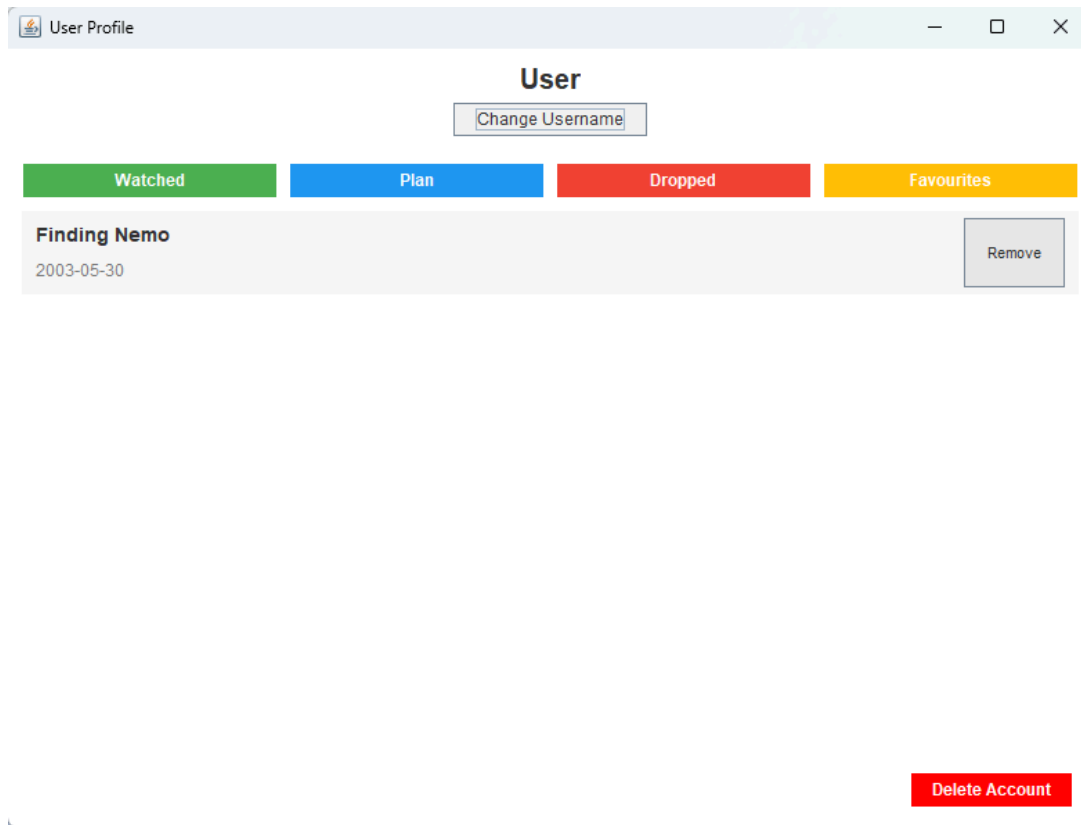 User Profile
User
Change Username
Watched Plan Dropped Favourites
Finding Nemo
2003-05-30
Remove
Delete Account